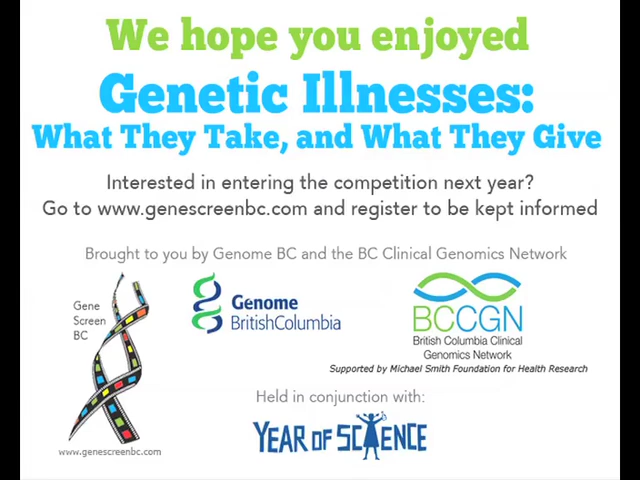 We hope you enjoyed
Genetic Illnesses:
What They Take, and What They Give
Interested in entering the competition next year?
Go to www.genescreenbc.com and register to be kept informed
Brought to you by Genome BC and the BC Clinical Genomics Network
Gene
Screen
BC
www.genescreenbc.com
Genome
BritishColumbia
BCCGN
British Columbia Clinical
Genomics Network
Supported by Michael Smith Foundation for Health Research
Held in conjunction with:
YEAR OF SCIENCE